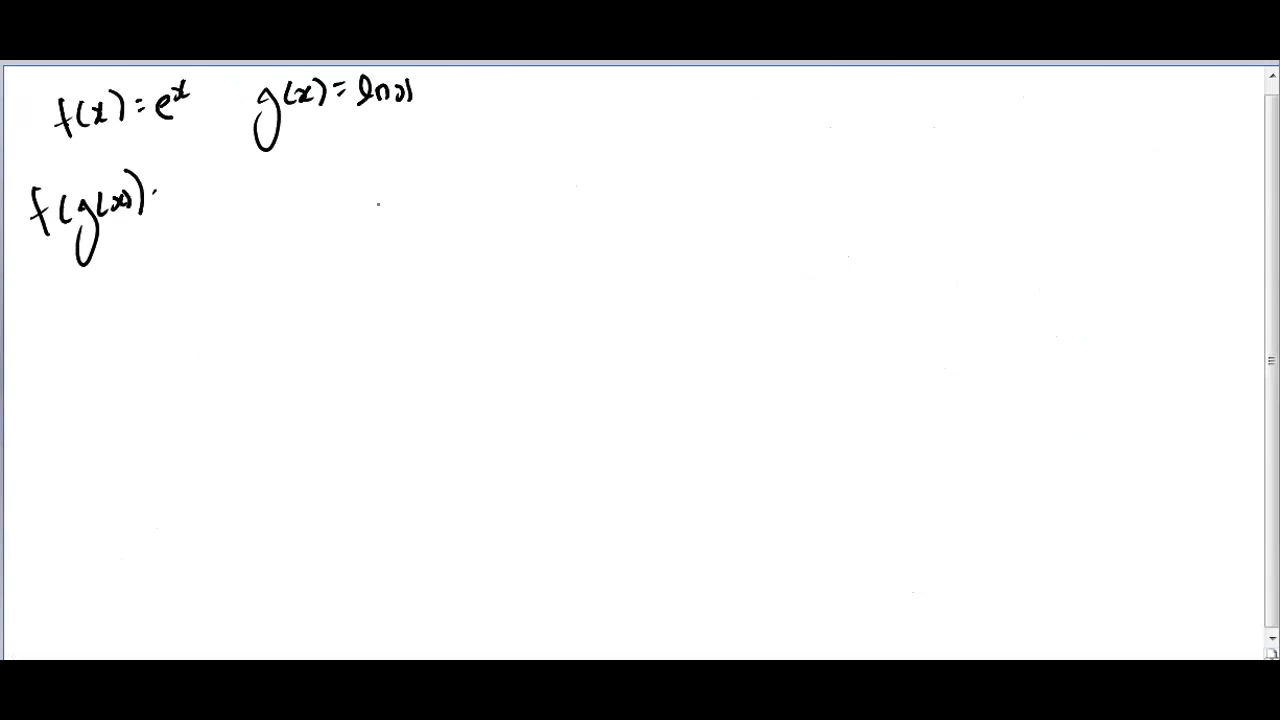 f(x) = e^x g(x) = ln x
f(g(x))